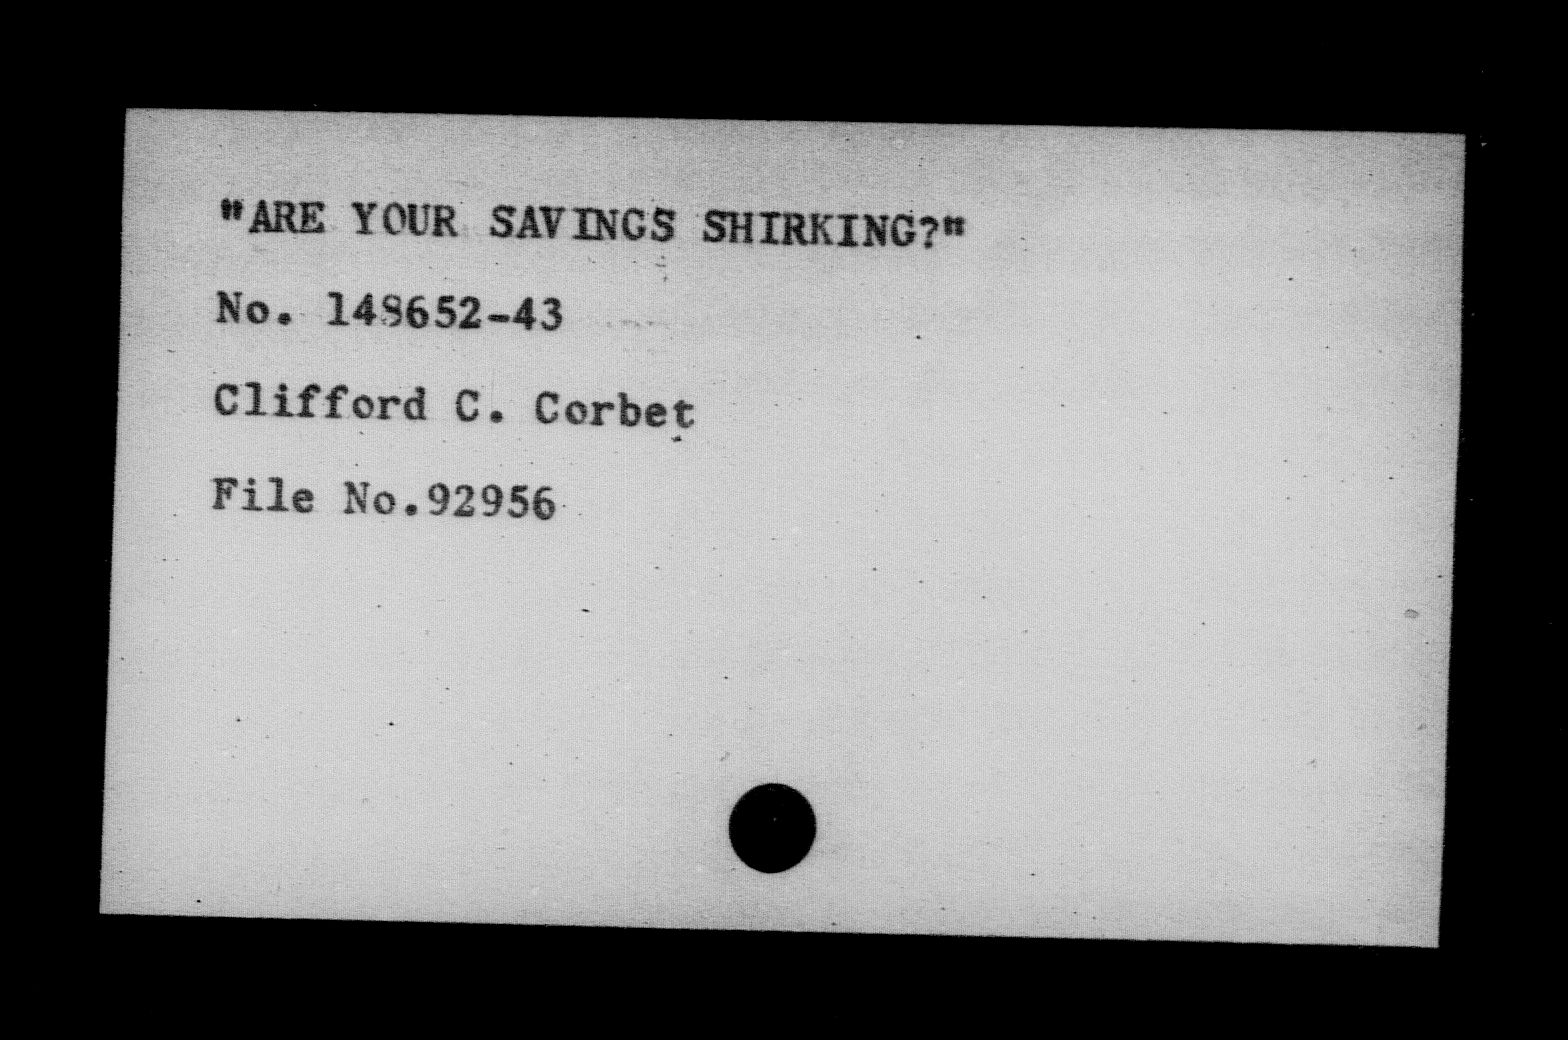 "ARE YOUR SAVINGS SHIRKING?"
No. 148652-43
Clifford C. Corbet
File No.92956